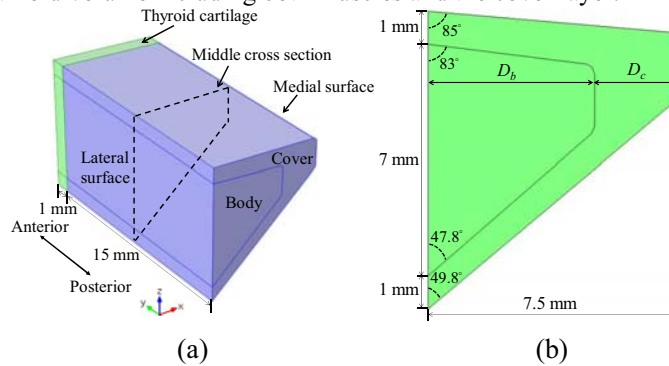 Thyroid cartilage
Middle cross section
Medial surface
Lateral
surface
Cover
Body
1 mm
Anterior
15 mm
Posterior
z
y
x
(a)
1 mm
85°
83°
D_b
D_c
7 mm
47.8°
49.8°
1 mm
7.5 mm
(b)